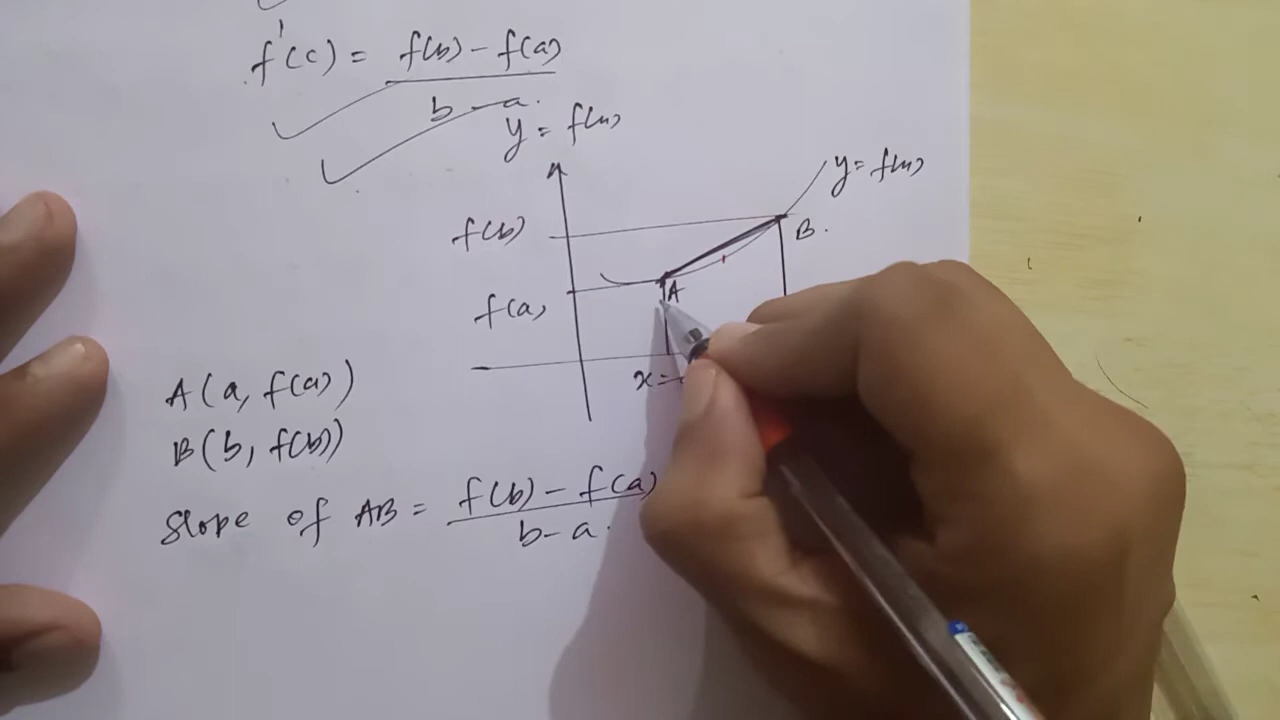 f'(c) = f(b) - f(a)
b - a.
y = f(x)
y = f(x)
f(b)
B.
A
f(a)
x =
A(a, f(a))
B(b, f(b))
slope of AB = f(b) - f(a)
b - a.